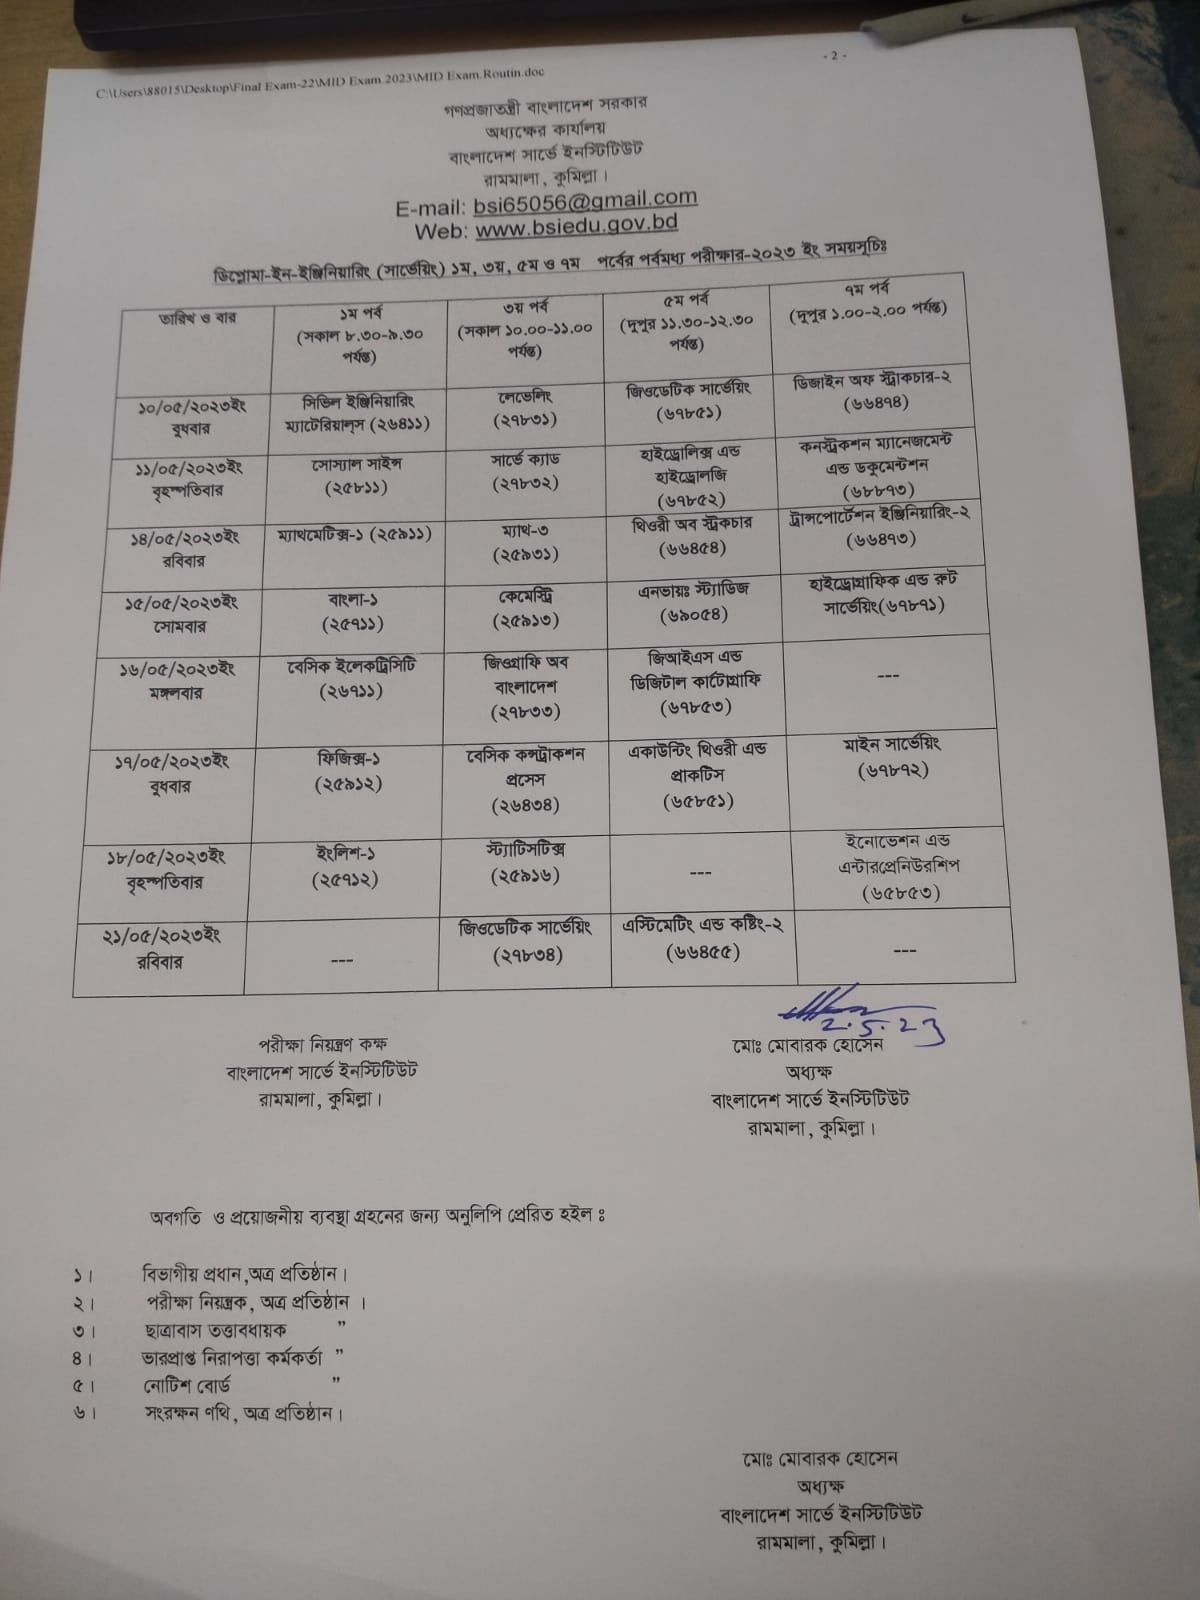 - 2 -
C:\Users\88015\Desktop\Final Exam-22\MID Exam.2023\MID Exam.Routin.doc
গণপ্রজাতন্ত্রী বাংলাদেশ সরকার
অধ্যক্ষের কার্যালয়
বাংলাদেশ সার্ভে ইনস্টিটিউট
রামমালা, কুমিল্লা।
E-mail: bsi65056@gmail.com
Web: www.bsiedu.gov.bd
ডিপ্লোমা-ইন-ইঞ্জিনিয়ারিং (সার্ভেয়িং) ১ম, ৩য়, ৫ম ও ৭ম পর্বের পর্বমধ্য পরীক্ষার-২০২৩ ইং সময়সূচিঃ
তারিখ ও বার
১ম পর্ব
(সকাল ৮.৩০-৯.৩০
পর্যন্ত)
৩য় পর্ব
(সকাল ১০.০০-১১.০০
পর্যন্ত)
৫ম পর্ব
(দুপুর ১১.৩০-১২.৩০
পর্যন্ত)
৭ম পর্ব
(দুপুর ১.০০-২.০০ পর্যন্ত)
১০/০৫/২০২৩ইং
বুধবার
সিভিল ইঞ্জিনিয়ারিং
ম্যাটেরিয়াল্স (২৬৪১১)
লেভেলিং
(২৭৮৩১)
জিওডেটিক সার্ভেয়িং
(৬৭৮৫১)
ডিজাইন অফ স্ট্রাকচার-২
(৬৬৪৭৪)
১১/০৫/২০২৩ইং
বৃহস্পতিবার
সোস্যাল সাইন্স
(২৫৮১১)
সার্ভে ক্যাড
(২৭৮৩২)
হাইড্রোলিক্স এন্ড
হাইড্রোলজি
(৬৭৮৫২)
কনস্ট্রকশন ম্যানেজমেন্ট
এন্ড ডকুমেন্টশন
(৬৮৮৭৩)
১৪/০৫/২০২৩ইং
রবিবার
ম্যাথমেটিক্স-১ (২৫৯১১)
ম্যাথ-৩
(২৫৯৩১)
থিওরী অব স্ট্রকচার
(৬৬৪৫৪)
ট্রান্সপোর্টেশন ইঞ্জিনিয়ারিং-২
(৬৬৪৭৩)
১৫/০৫/২০২৩ইং
সোমবার
বাংলা-১
(২৫৭১১)
কেমেস্ট্রি
(২৫৯১৩)
এনভায়ঃ স্ট্যাডিজ
(৬৯০৫৪)
হাইড্রোগ্রাফিক এন্ড রুট
সার্ভেয়িং(৬৭৮৭১)
১৬/০৫/২০২৩ইং
মঙ্গলবার
বেসিক ইলেকট্রিসিটি
(২৬৭১১)
জিওগ্রাফি অব
বাংলাদেশ
(২৭৮৩৩)
জিআইএস এন্ড
ডিজিটাল কার্টোগ্রাফি
(৬৭৮৫৩)
---
১৭/০৫/২০২৩ইং
বুধবার
ফিজিক্স-১
(২৫৯১২)
বেসিক কন্সট্রাকশন
প্রসেস
(২৬৪৩৪)
একাউন্টিং থিওরী এন্ড
প্রাকটিস
(৬৫৮৫১)
মাইন সার্ভেয়িং
(৬৭৮৭২)
১৮/০৫/২০২৩ইং
বৃহস্পতিবার
ইংলিশ-১
(২৫৭১২)
স্ট্যাটিসটিক্স
(২৫৯১৬)
---
ইনোভেশন এন্ড
এন্টারপ্রেনিউরশিপ
(৬৫৮৫৩)
২১/০৫/২০২৩ইং
রবিবার
---
জিওডেটিক সার্ভেয়িং
(২৭৮৩৪)
এস্টিমেটিং এন্ড কষ্টিং-২
(৬৬৪৫৫)
---
2.5.23
পরীক্ষা নিয়ন্ত্রণ কক্ষ
বাংলাদেশ সার্ভে ইনস্টিটিউট
রামমালা, কুমিল্লা।
মোঃ মোবারক হোসেন
অধ্যক্ষ
বাংলাদেশ সার্ভে ইনস্টিটিউট
রামমালা, কুমিল্লা।
অবগতি ও প্রয়োজনীয় ব্যবস্থা গ্রহনের জন্য অনুলিপি প্রেরিত হইল ঃ
১। বিভাগীয় প্রধান,অত্র প্রতিষ্ঠান।
২। পরীক্ষা নিয়ন্ত্রক, অত্র প্রতিষ্ঠান ।
৩। ছাত্রাবাস তত্তাবধায়ক ”
৪। ভারপ্রাপ্ত নিরাপত্তা কর্মকর্তা ”
৫। নোটিশ বোর্ড ”
৬। সংরক্ষন নথি, অত্র প্রতিষ্ঠান।
মোঃ মোবারক হোসেন
অধ্যক্ষ
বাংলাদেশ সার্ভে ইনস্টিটিউট
রামমালা, কুমিল্লা।